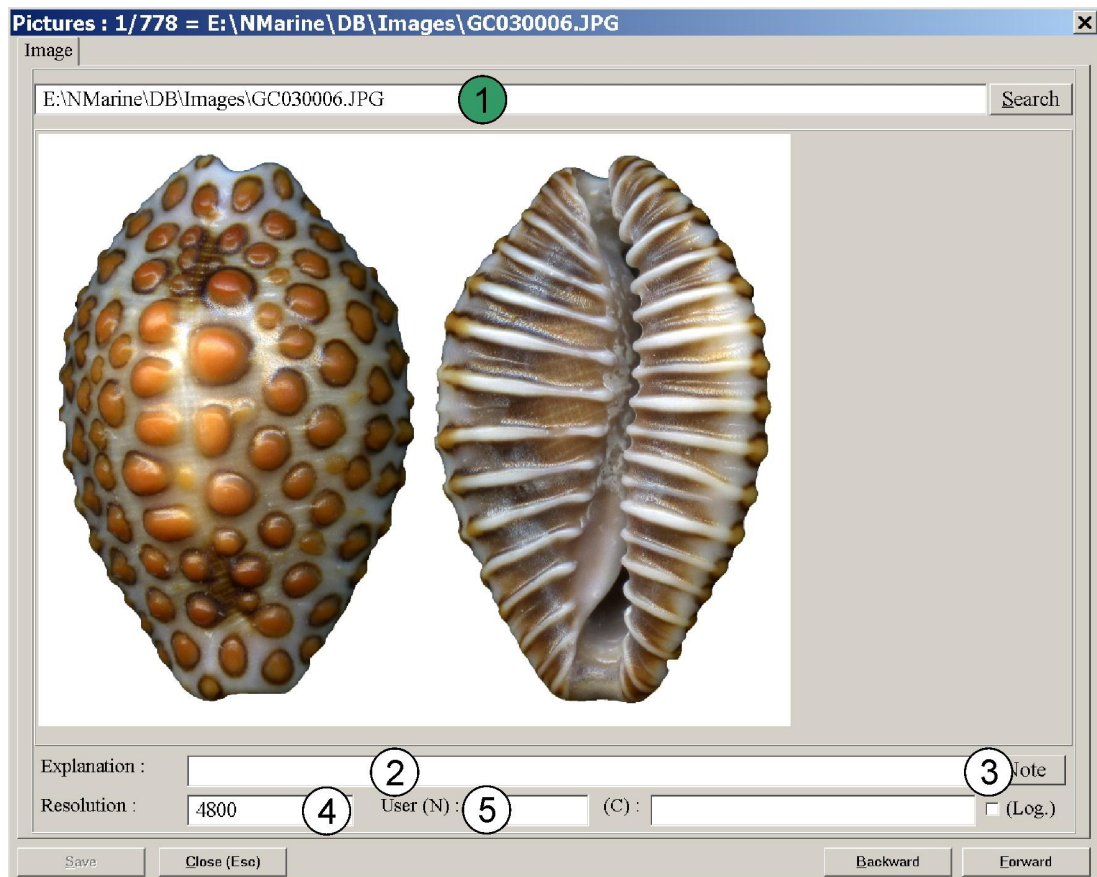 Pictures : 1/778 = E:\NMarine\DB\Images\GC030006.JPG
Image
E:\NMarine\DB\Images\GC030006.JPG 1 Search
Explanation : 2 3 Note
Resolution : 4800 4 User (N) : 5 (C) : (Log.)
Save Close (Esc) Backward Forward